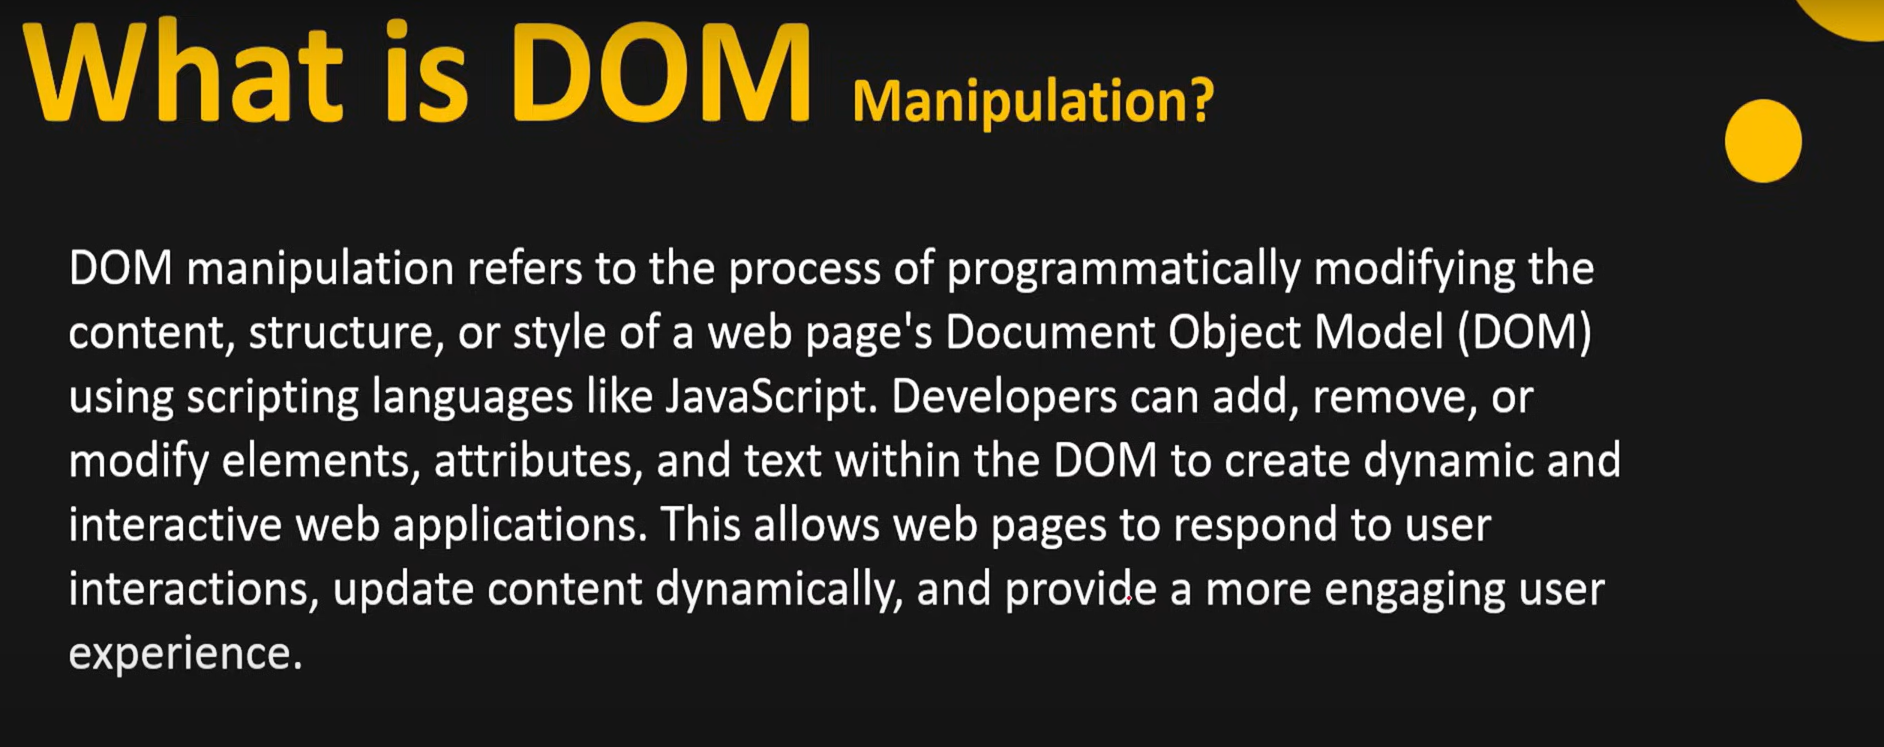 What is DOM Manipulation?
DOM manipulation refers to the process of programmatically modifying the
content, structure, or style of a web page's Document Object Model (DOM)
using scripting languages like JavaScript. Developers can add, remove, or
modify elements, attributes, and text within the DOM to create dynamic and
interactive web applications. This allows web pages to respond to user
interactions, update content dynamically, and provide a more engaging user
experience.